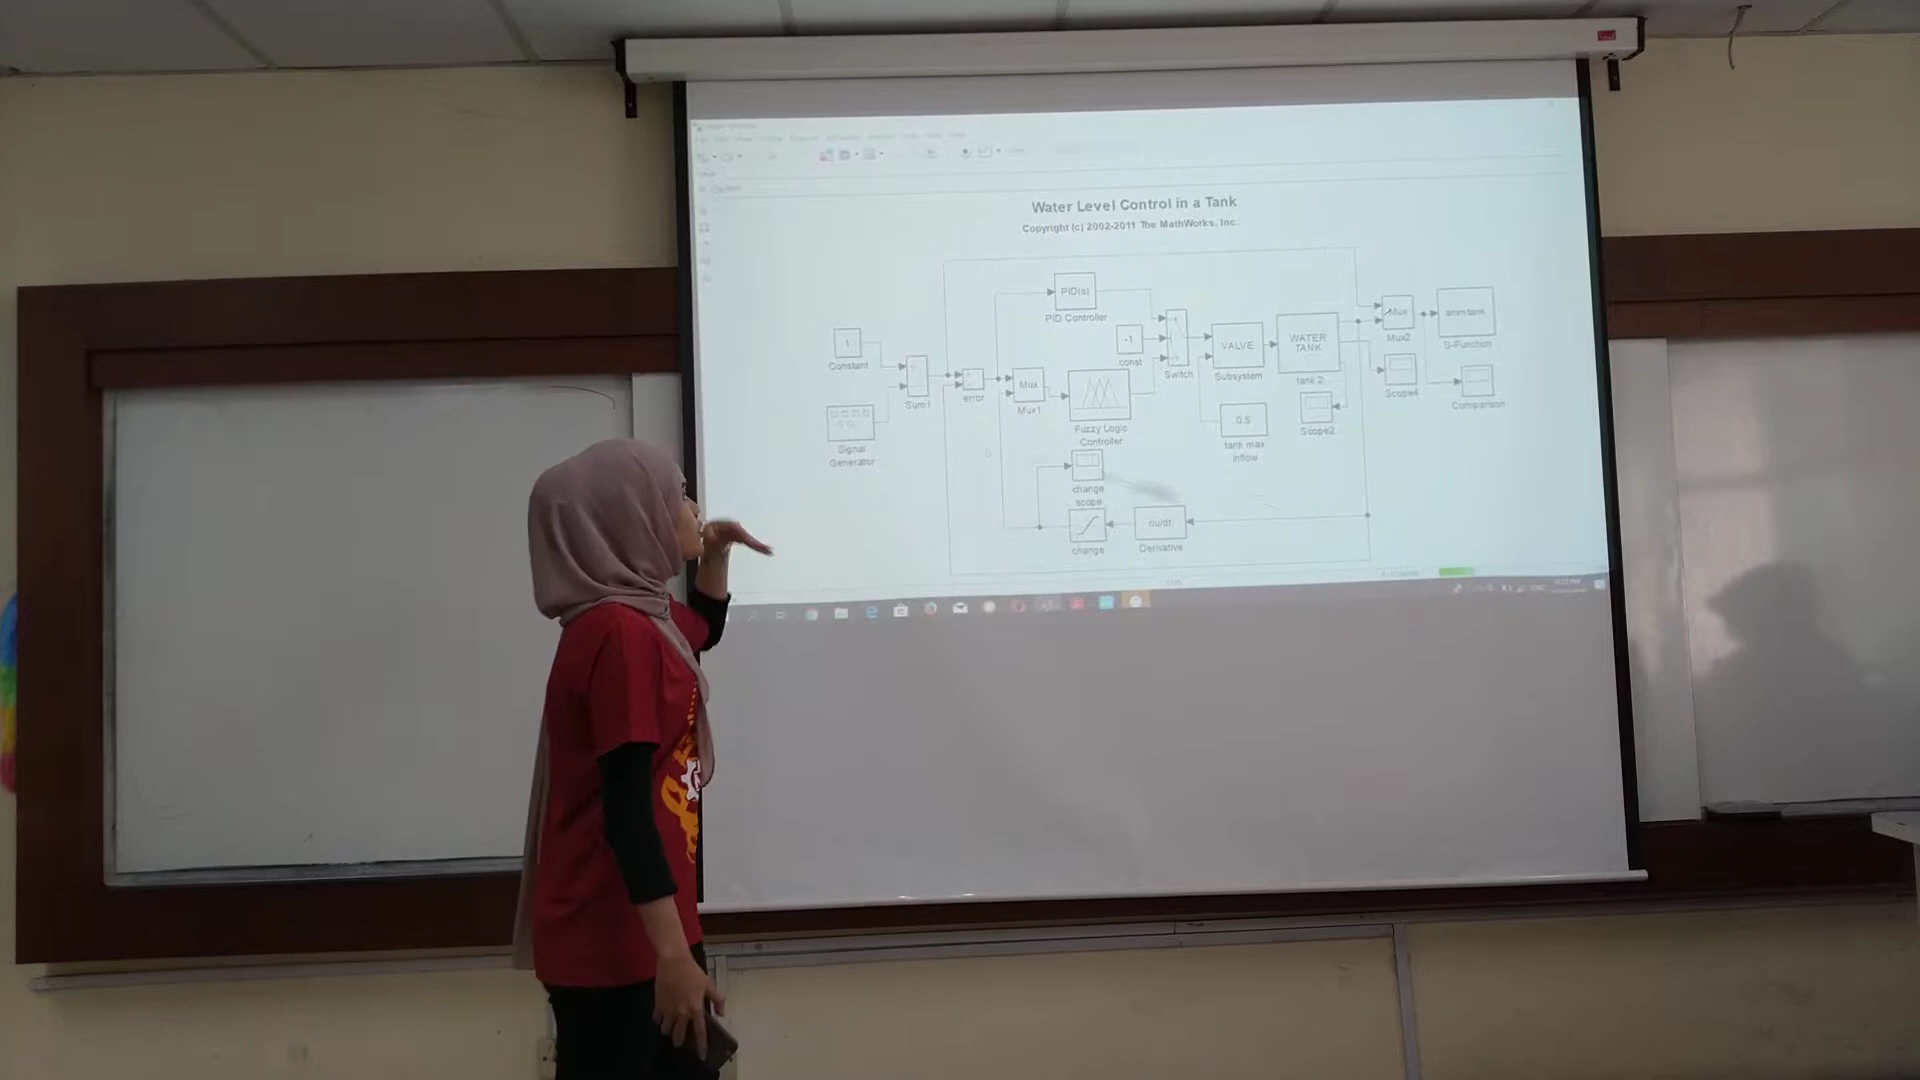 Water Level Control in a Tank
Copyright (c) 2002-2011 The MathWorks, Inc.
PID(s)
PID Controller
1
Constant
Signal
Generator
Sum1
error
Mux
Mux1
Fuzzy Logic
Controller
-1
const
Switch
VALVE
Subsystem
WATER
TANK
tank 2
0.5
tank max
inflow
Scope2
Mux
Mux2
Scope4
animtank
S-Function
Comparison
change
scope
change
du/dt
Derivative